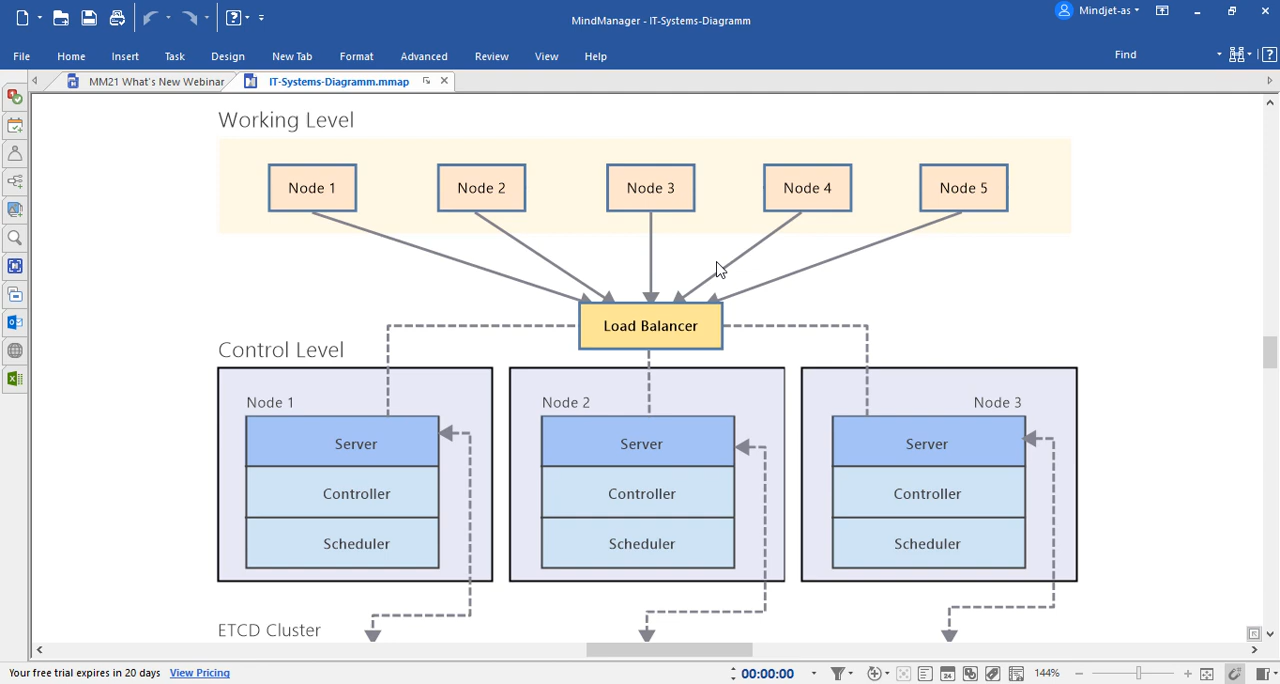 MindManager - IT-Systems-Diagramm
Mindjet-as
File Home Insert Task Design New Tab Format Advanced Review View Help
Find
MM21 What's New Webinar
IT-Systems-Diagramm.mmap
Working Level
Node 1 Node 2 Node 3 Node 4 Node 5
Load Balancer
Control Level
Node 1 Node 2 Node 3
Server Server Server
Controller Controller Controller
Scheduler Scheduler Scheduler
ETCD Cluster
Your free trial expires in 20 days View Pricing
00:00:00
144%